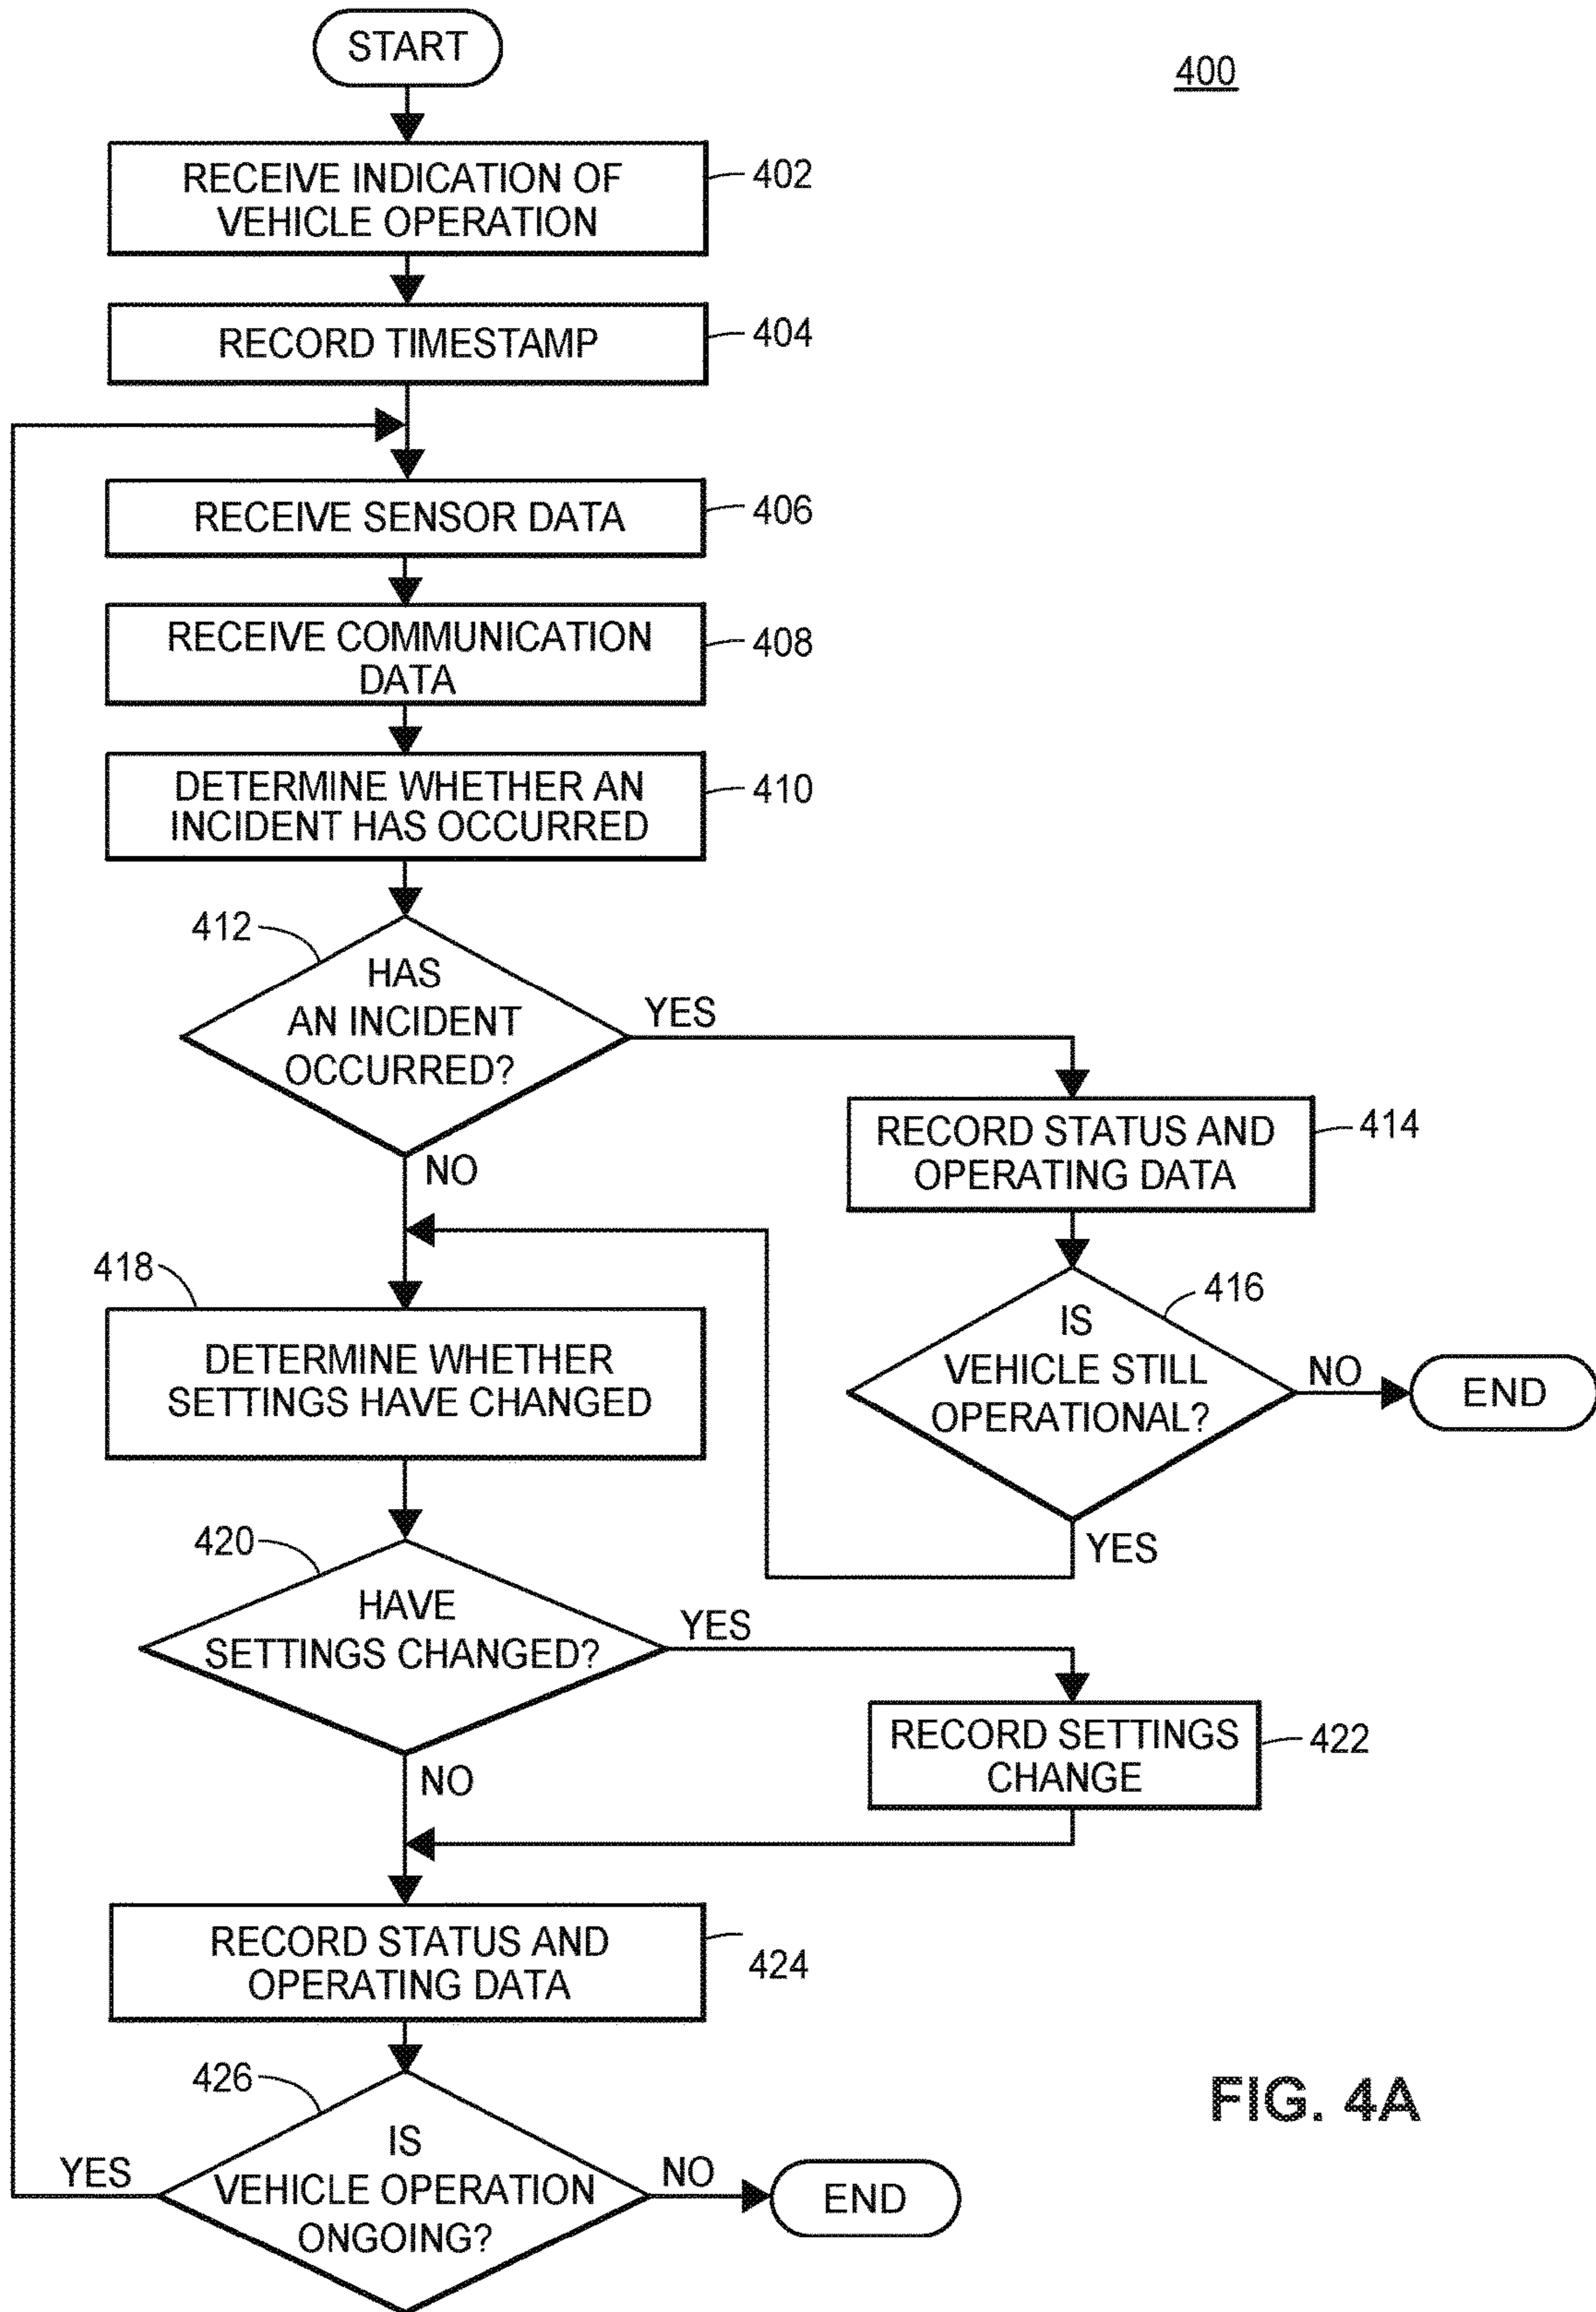 START
400
RECEIVE INDICATION OF
VEHICLE OPERATION
402
RECORD TIMESTAMP
404
RECEIVE SENSOR DATA
406
RECEIVE COMMUNICATION
DATA
408
DETERMINE WHETHER AN
INCIDENT HAS OCCURRED
410
412
HAS
AN INCIDENT
OCCURRED?
YES
NO
RECORD STATUS AND
OPERATING DATA
414
416
IS
VEHICLE STILL
OPERATIONAL?
NO
END
YES
418
DETERMINE WHETHER
SETTINGS HAVE CHANGED
420
HAVE
SETTINGS CHANGED?
YES
NO
RECORD SETTINGS
CHANGE
422
RECORD STATUS AND
OPERATING DATA
424
426
IS
VEHICLE OPERATION
ONGOING?
YES
NO
END
FIG. 4A